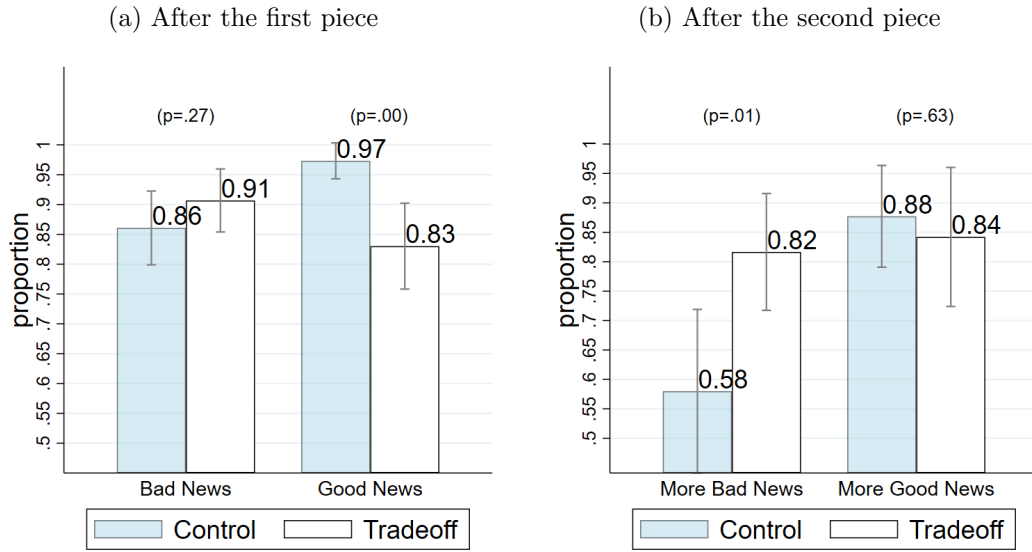 (a) After the first piece
(p=.27)
(p=.00)
proportion
1
.95
.9
.85
.8
.75
.7
.65
.6
.55
.5
0.86
0.91
0.97
0.83
Bad News
Good News
Control
Tradeoff
(b) After the second piece
(p=.01)
(p=.63)
proportion
1
.95
.9
.85
.8
.75
.7
.65
.6
.55
.5
0.58
0.82
0.88
0.84
More Bad News
More Good News
Control
Tradeoff